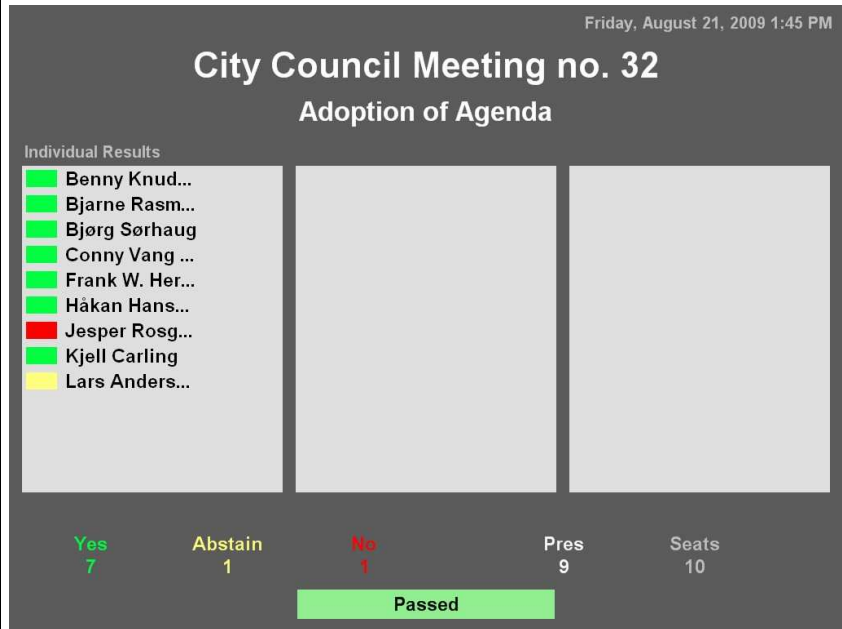 Friday, August 21, 2009 1:45 PM
City Council Meeting no. 32
Adoption of Agenda
Individual Results
Benny Knud...
Bjarne Rasm...
Bjørg Sørhaug
Conny Vang ...
Frank W. Her...
Håkan Hans...
Jesper Rosg...
Kjell Carling
Lars Anders...
Yes Abstain No Pres Seats
7 1 1 9 10
Passed